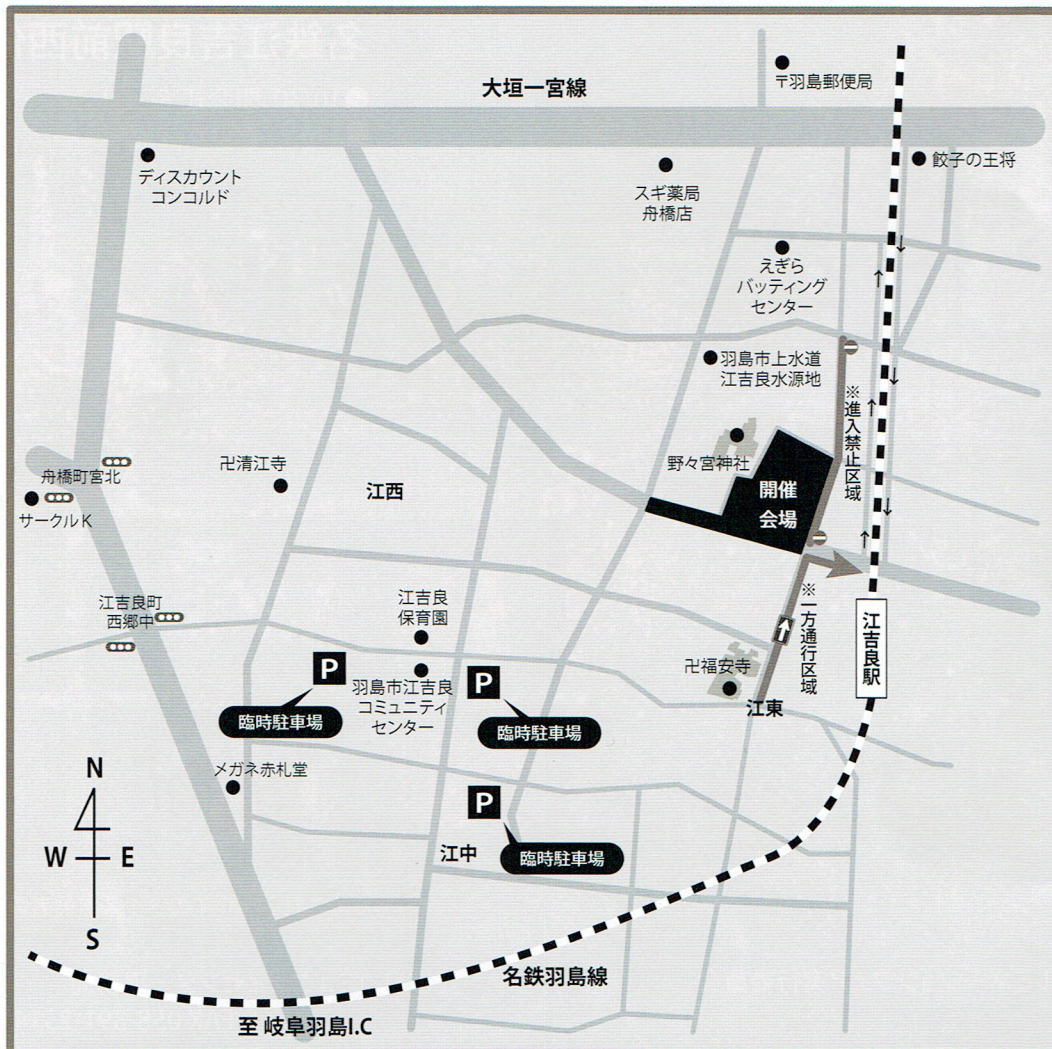 大垣一宮線
〒羽島郵便局
餃子の王将
ディスカウント
コンコルド
スギ薬局
舟橋店
えぎら
バッティング
センター
羽島市上水道
江吉良水源地
※進入禁止区域
野々宮神社
開催
会場
舟橋町宮北
サークルK
卍清江寺
江西
江吉良町
西郷中
江吉良
保育園
※一方通行区域
江吉良駅
P
臨時駐車場
羽島市江吉良
コミュニティ
センター
P
臨時駐車場
卍福安寺
江東
メガネ赤札堂
P
臨時駐車場
江中
N
W
E
S
名鉄羽島線
至 岐阜羽島I.C